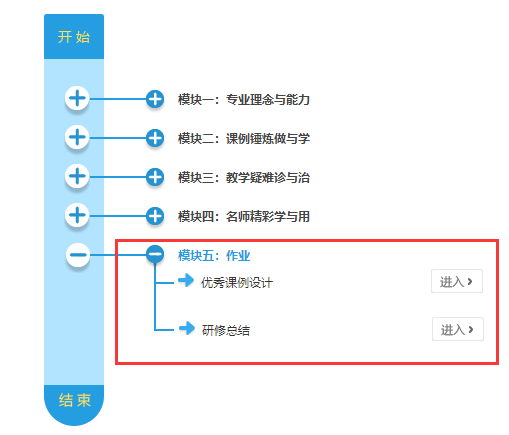 开 始
模块一：专业理念与能力
模块二：课例锤炼做与学
模块三：教学疑难诊与治
模块四：名师精彩学与用
模块五：作业
优秀课例设计
进入 ›
研修总结
进入 ›
结 束